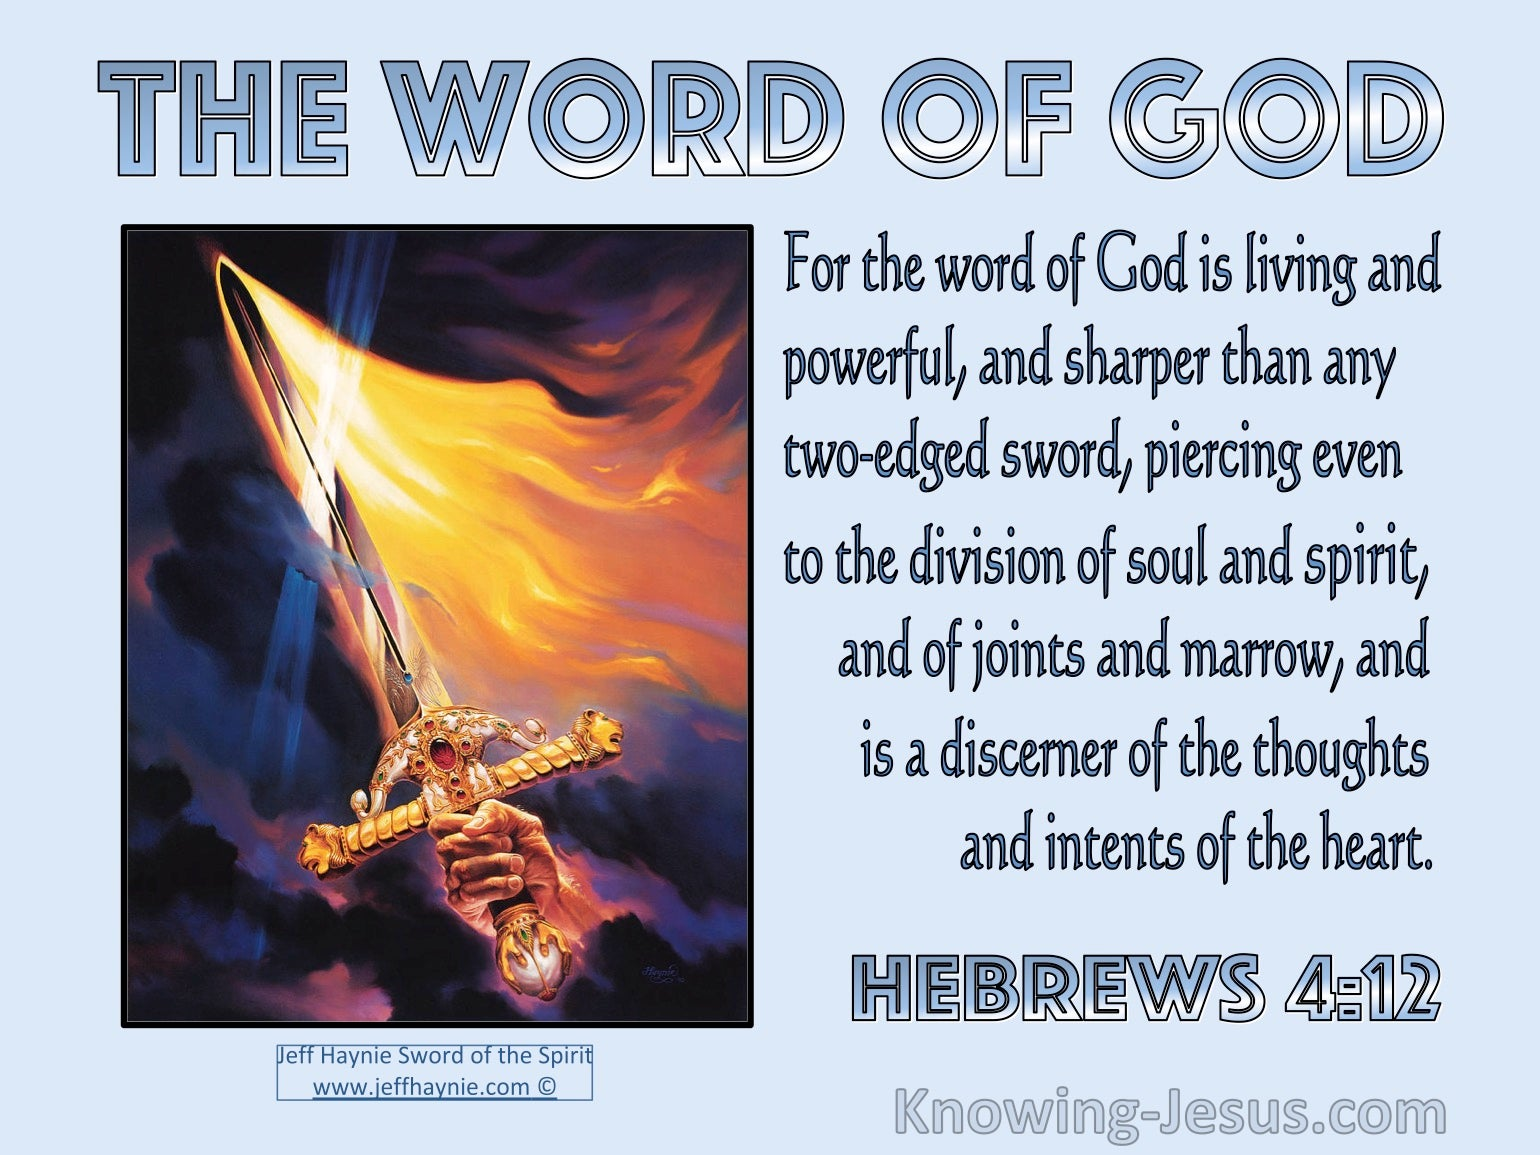 THE WORD OF GOD
For the word of God is living and
powerful, and sharper than any
two-edged sword, piercing even
to the division of soul and spirit,
and of joints and marrow, and
is a discerner of the thoughts
and intents of the heart.
HEBREWS 4:12
Haynie
Jeff Haynie Sword of the Spirit
www.jeffhaynie.com ©
Knowing-Jesus.com